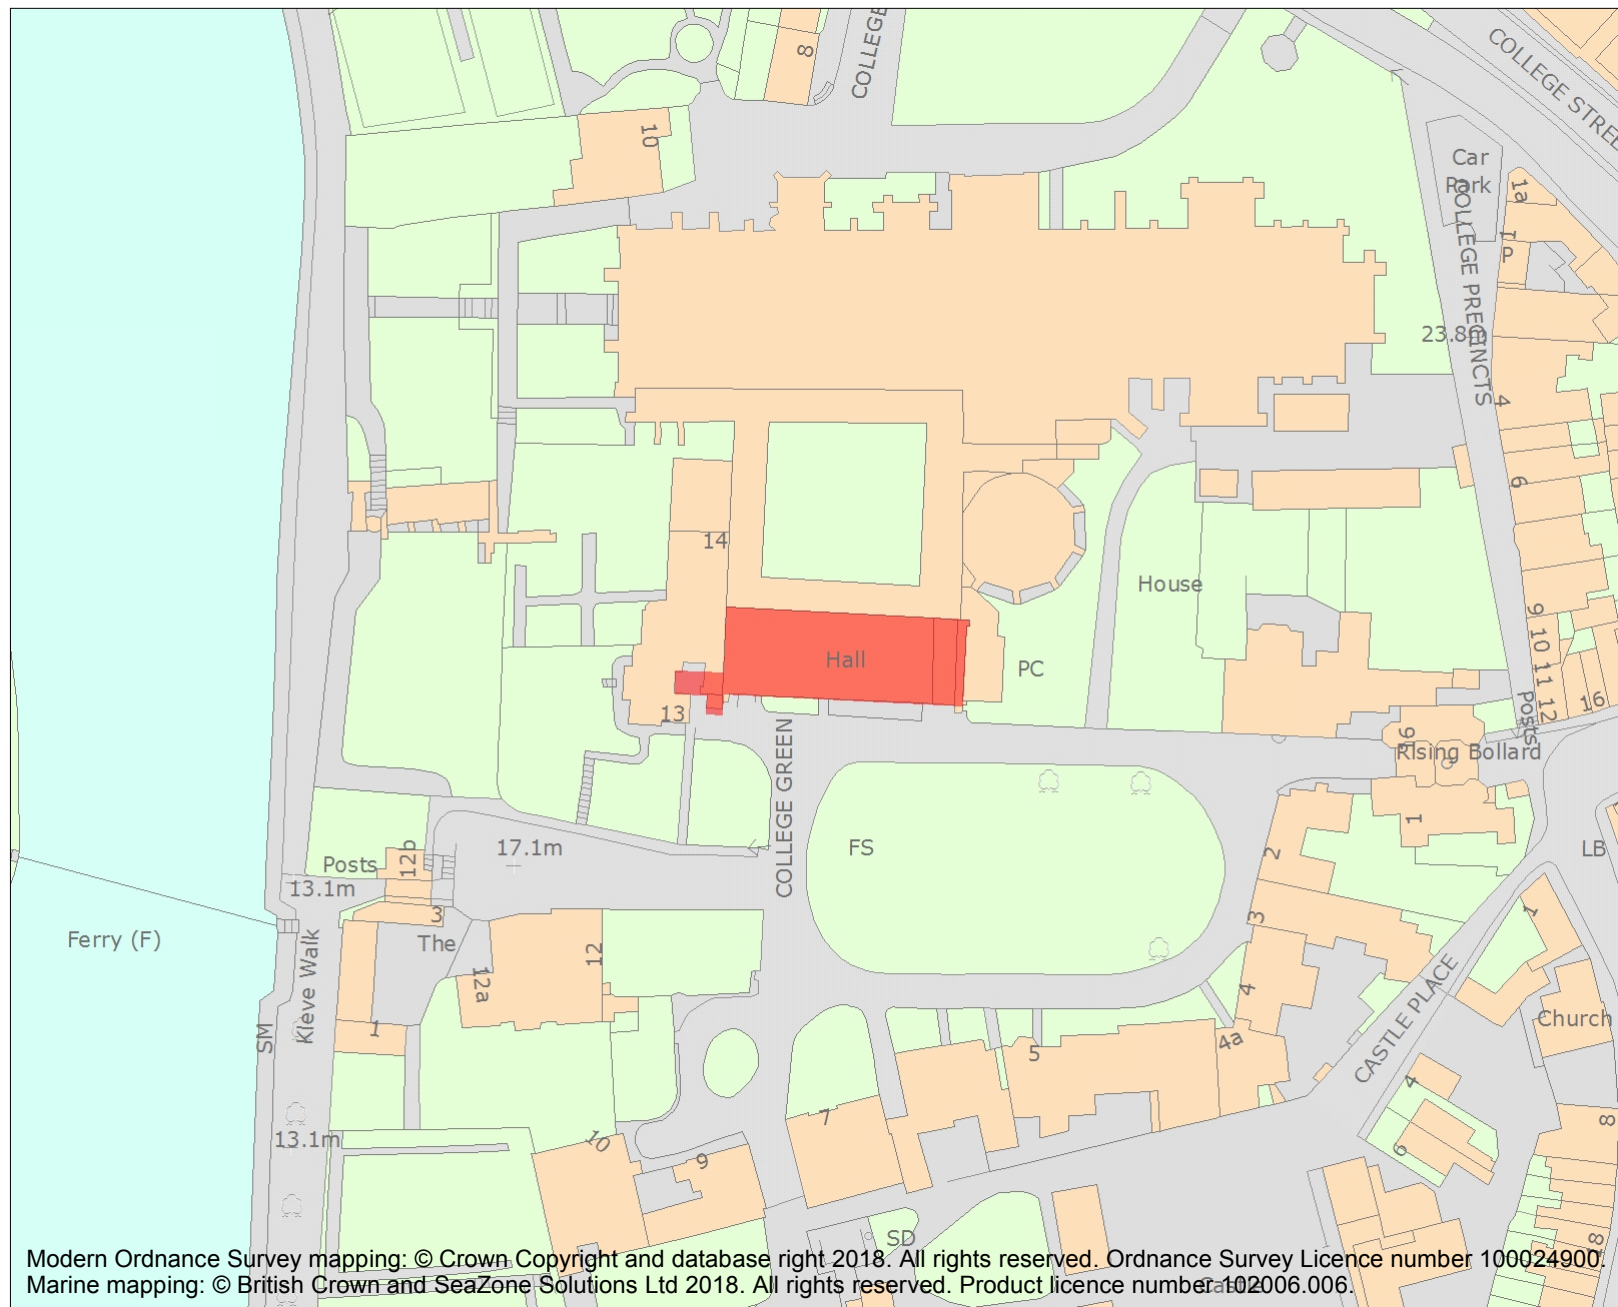 8
COLLEGE
COLLEGE STREE
10
Car
Park
1a
1
P
COLLEGE PRECINCTS
23.8m
4
6
14
House
9
10
11
12
16
Hall
PC
13
Posts
16
Rising Bollard
COLLEGE GREEN
1
FS
17.1m
2
LB
Posts
12b
13.1m
3
3
1
Ferry (F)
The
12
12a
4
Kleve Walk
SM
1
CASTLE PLACE
Church
5
4a
4
7
8
13.1m
10
9
6
SD
18
Modern Ordnance Survey mapping: © Crown Copyright and database right 2018. All rights reserved. Ordnance Survey Licence number 100024900.
Marine mapping: © British Crown and SeaZone Solutions Ltd 2018. All rights reserved. Product licence number 102006.006.